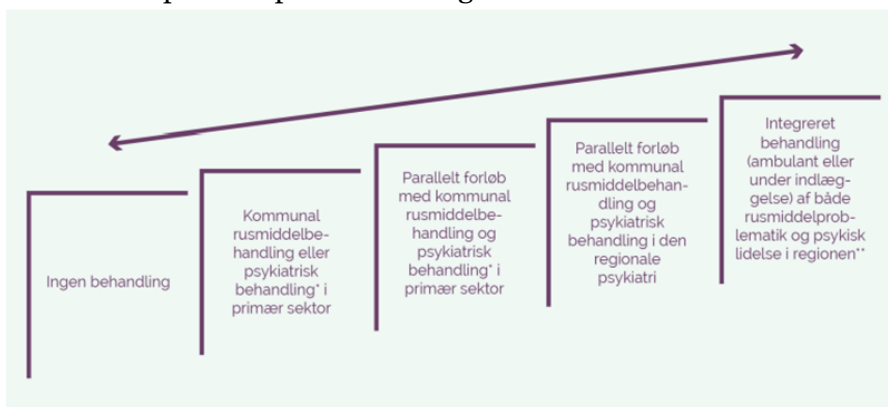 Ingen behandling
Kommunal
rusmiddelbe-
handling eller
psykiatrisk
behandling* i
primær sektor
Parallelt forløb
med kommunal
rusmiddelbe-
handling og
psykiatrisk
behandling* i
primær sektor
Parallelt forløb
med kommunal
rusmiddelbehan-
dling og
psykiatrisk
behandling i den
regionale
psykiatri
Integreret
behandling
(ambulant eller
under indlæg-
gelse) af både
rusmiddelprob-
lematik og psykisk
lidelse i regionen**